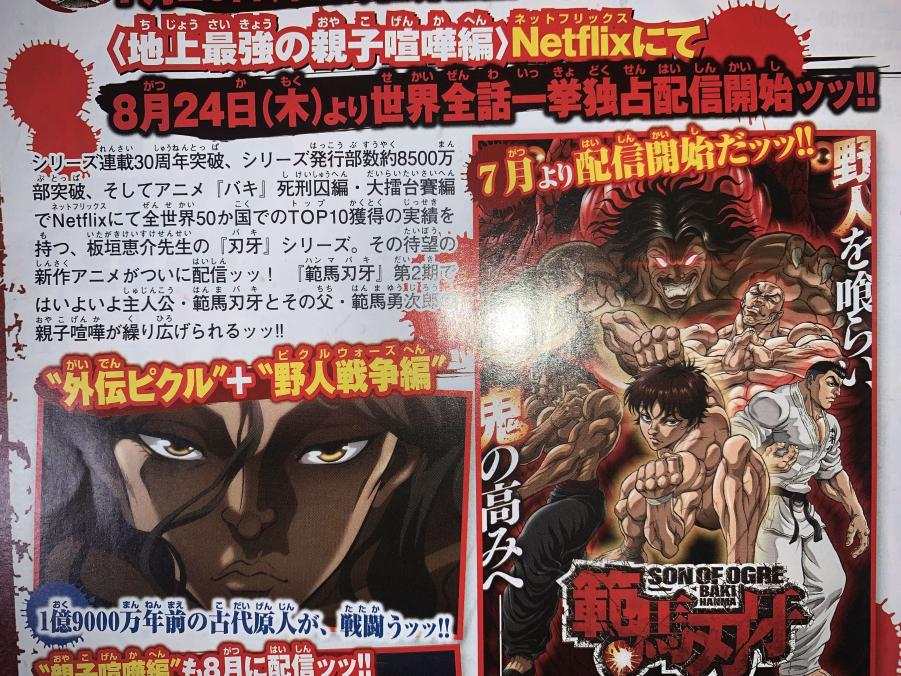 〈地上最強の親子喧嘩編〉Netflixにて
8月24日(木)より世界全話一挙独占配信開始ッッ!!
シリーズ連載30周年突破、シリーズ発行部数約8500万
部突破、そしてアニメ『バキ』死刑囚編・大擂台賽編
でNetflixにて全世界50か国でのTOP10獲得の実績を
持つ、板垣恵介先生の『刃牙』シリーズ。その待望の
新作アニメがついに配信ッッ! 『範馬刃牙』第2期で
はいよいよ主人公・範馬刃牙とその父・範馬勇次郎
親子喧嘩が繰り広げられるッッ!!
7月より配信開始だッッ!!
野人を喰らい
鬼の高みへ
SON OF OGRE
BAKI
HANMA
範馬刃牙
“外伝ピクル”+“野人戦争編”
1億9000万年前の古代原人が、戦闘うッッ!!
“親子喧嘩編”も8月に配信ッッ!!